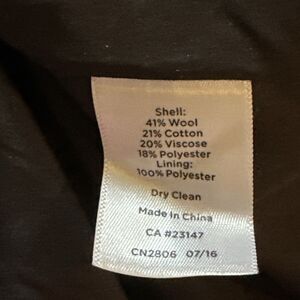 Shell:
41% Wool
21% Cotton
20% Viscose
18% Polyester
Lining:
100% Polyester
Dry Clean
Made In China
CA #23147
CN2806 07/16